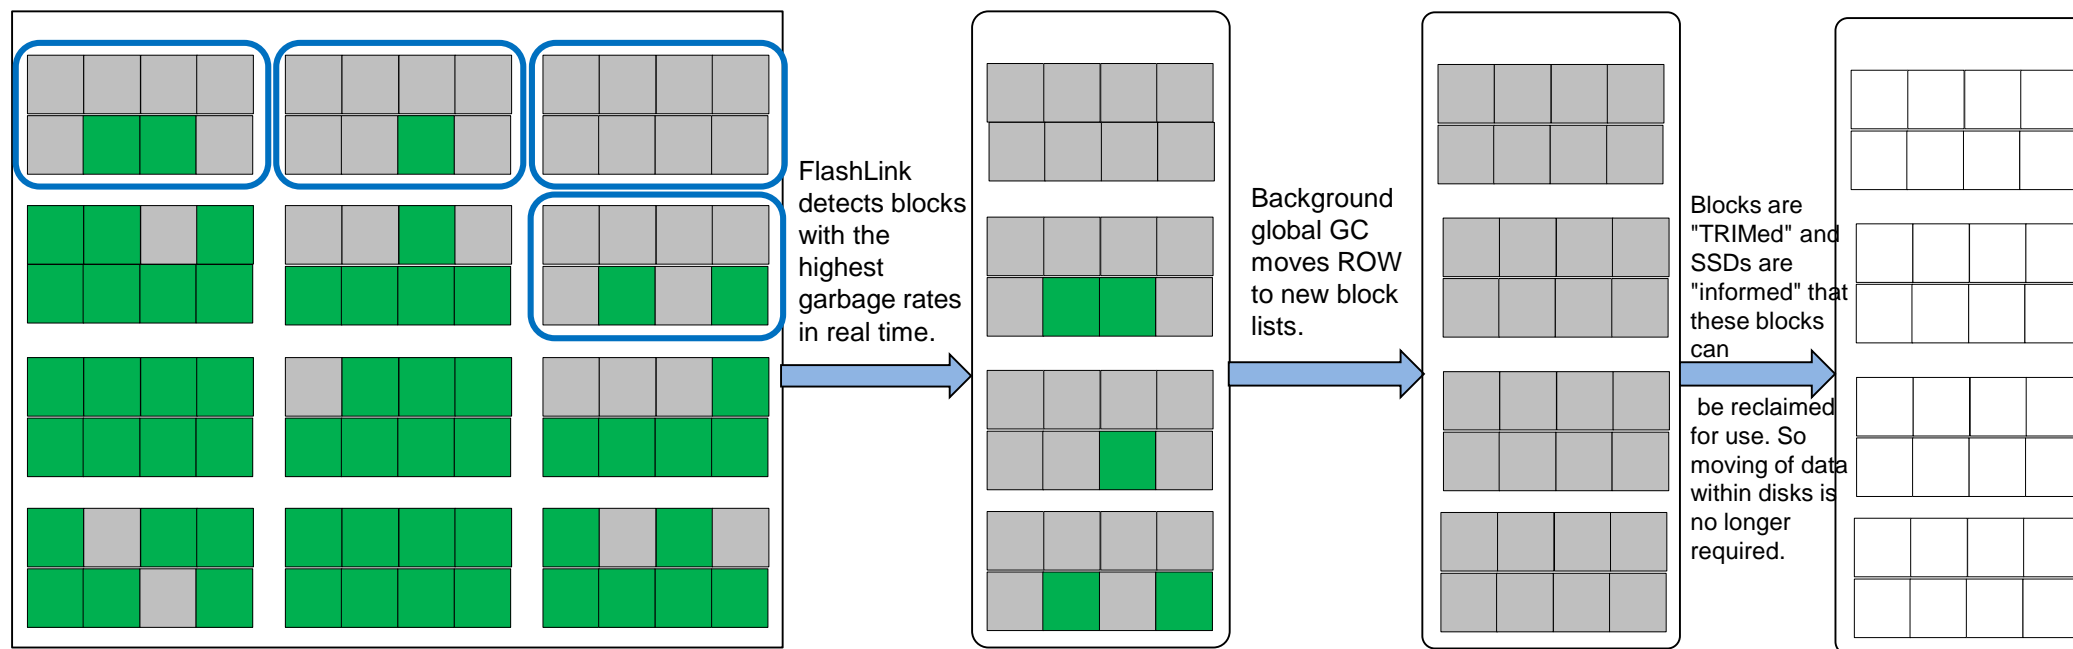 FlashLink
detects blocks
with the
highest
garbage rates
in real time.
Background
global GC
moves ROW
to new block
lists.
Blocks are
"TRIMed" and
SSDs are
"informed" that
these blocks
can
be reclaimed
for use. So
moving of data
within disks is
no longer
required.